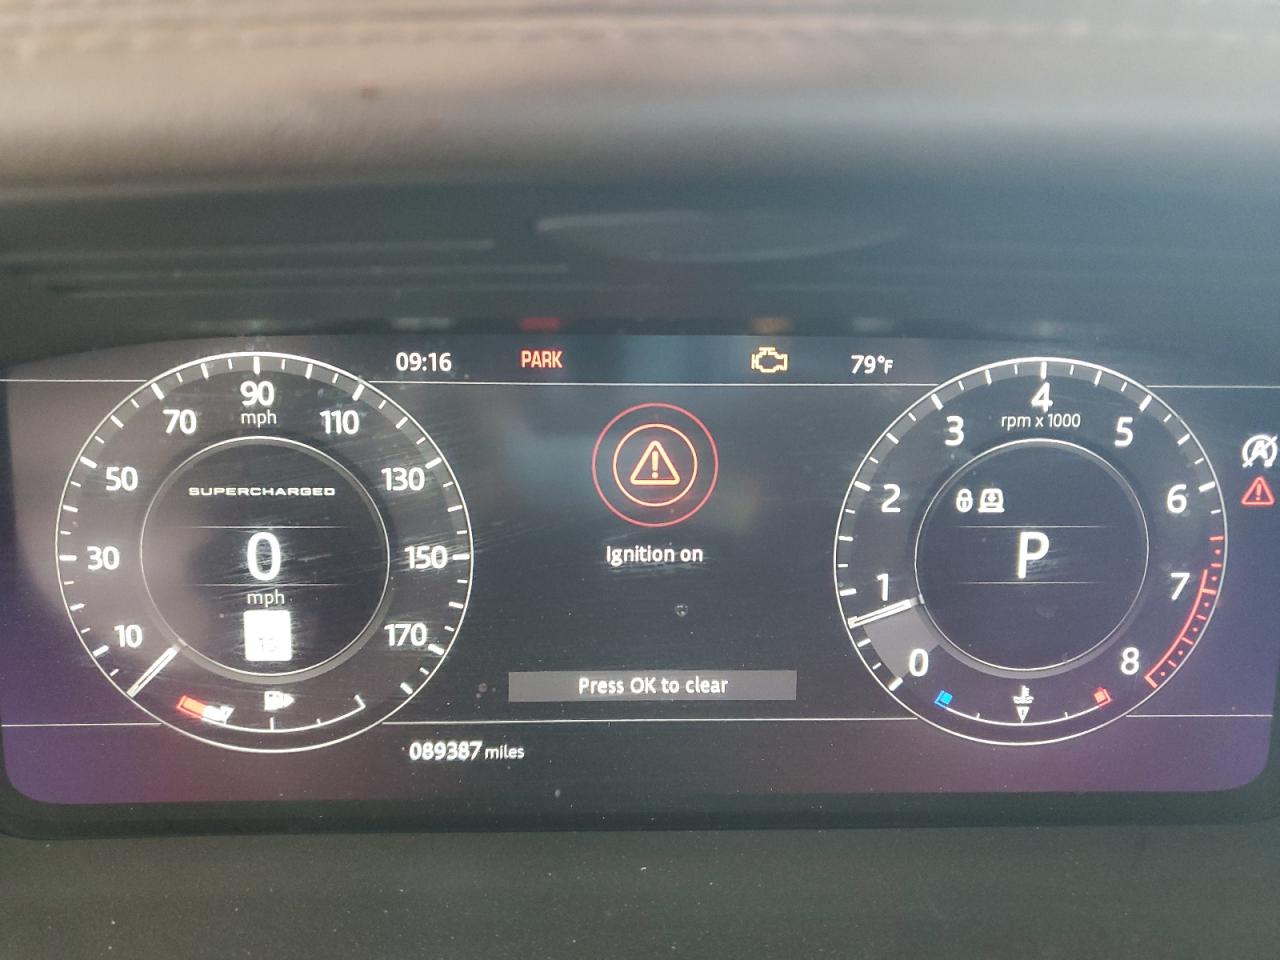 09:16 PARK 79°F
90
mph
70 110
50 130
SUPERCHARGED
30 0 150
mph
10 170
Ignition on
Press OK to clear
089387 miles
4
rpm x 1000
3 5
2 6
P
1 7
0 8